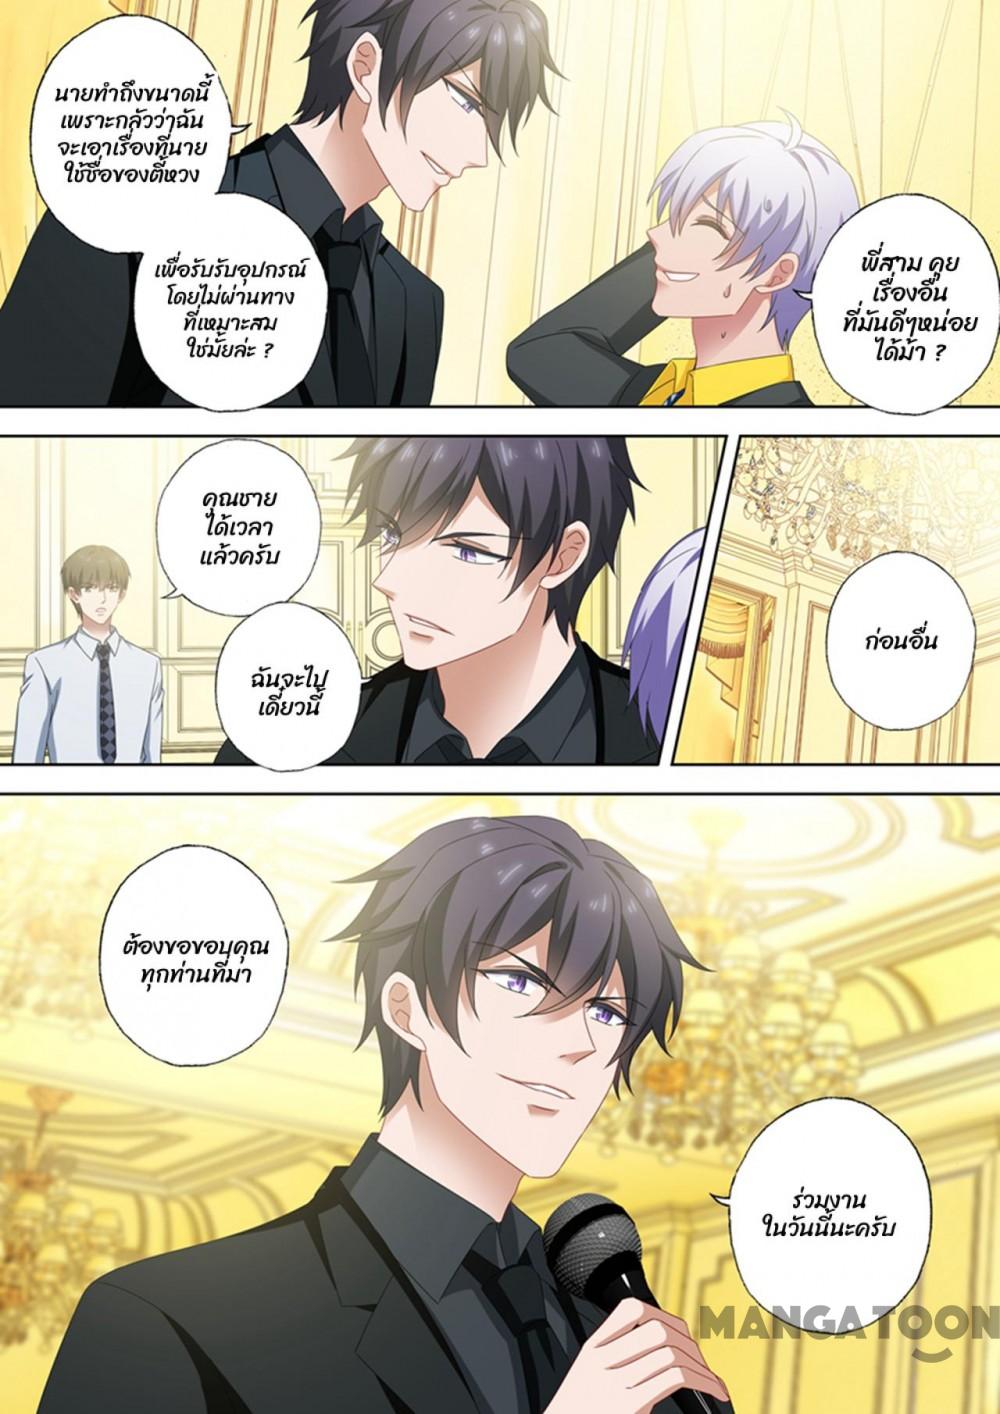 นายทำถึงขนาดนี้
เพราะกลัวว่าฉัน
จะเอาเรื่องที่นาย
ใช้ชื่อของตี้หวง
เพื่อรับรับอุปกรณ์
โดยไม่ผ่านทาง
ที่เหมาะสม
ใช่มั้ยล่ะ ?
พี่สาม คุย
เรื่องอื่น
ที่มันดีๆหน่อย
ได้ม้า ?
คุณชาย
ได้เวลา
แล้วครับ
ฉันจะไป
เดี๋ยวนี้
ก่อนอื่น
ต้องขอขอบคุณ
ทุกท่านที่มา
ร่วมงาน
ในวันนี้นะครับ
MANGATOON